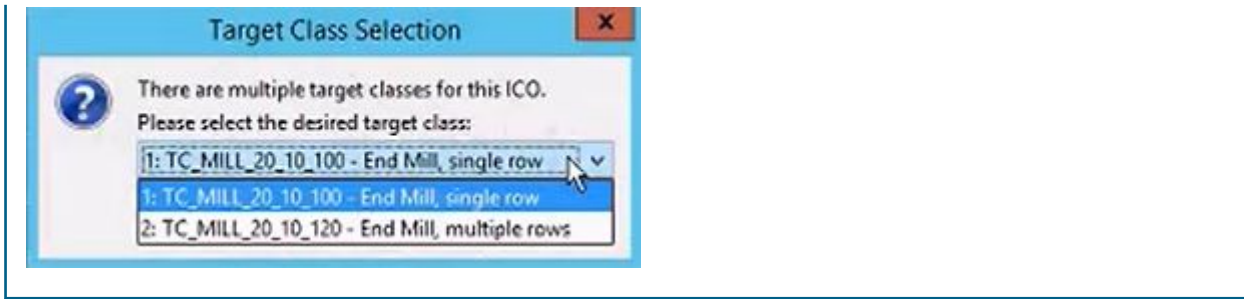 Target Class Selection
x
There are multiple target classes for this ICO.
Please select the desired target class:
1: TC_MILL_20_10_100 - End Mill, single row
1: TC_MILL_20_10_100 - End Mill, single row
2: TC_MILL_20_10_120 - End Mill, multiple rows